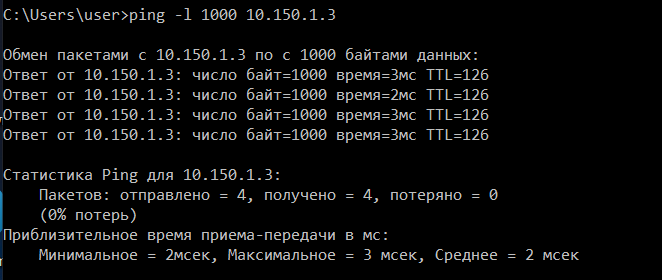 C:\Users\user>ping -l 1000 10.150.1.3
Обмен пакетами с 10.150.1.3 по с 1000 байтами данных:
Ответ от 10.150.1.3: число байт=1000 время=3мс TTL=126
Ответ от 10.150.1.3: число байт=1000 время=2мс TTL=126
Ответ от 10.150.1.3: число байт=1000 время=3мс TTL=126
Ответ от 10.150.1.3: число байт=1000 время=3мс TTL=126
Статистика Ping для 10.150.1.3:
Пакетов: отправлено = 4, получено = 4, потеряно = 0
(0% потерь)
Приблизительное время приема-передачи в мс:
Минимальное = 2мсек, Максимальное = 3 мсек, Среднее = 2 мсек